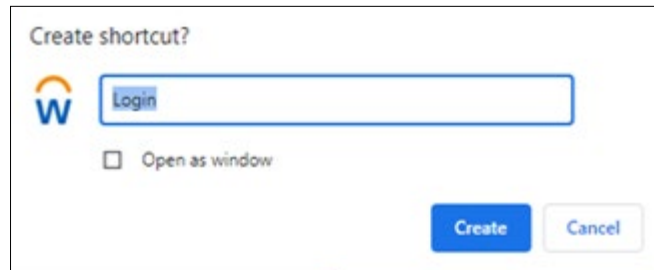 Create shortcut?
W
Login
Open as window
Create Cancel